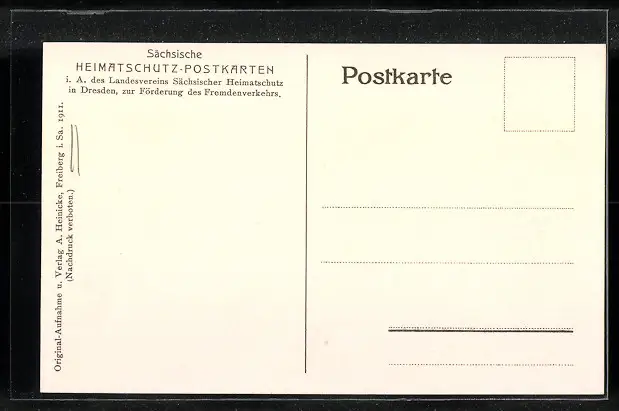 Sächsische
HEIMATSCHUTZ-POSTKARTEN
i. A. des Landesvereins Sächsischer Heimatschutz
in Dresden, zur Förderung des Fremdenverkehrs.
Postkarte
Original-Aufnahme u. Verlag A. Heinicke, Freiberg i. Sa. 1911.
(Nachdruck verboten.)